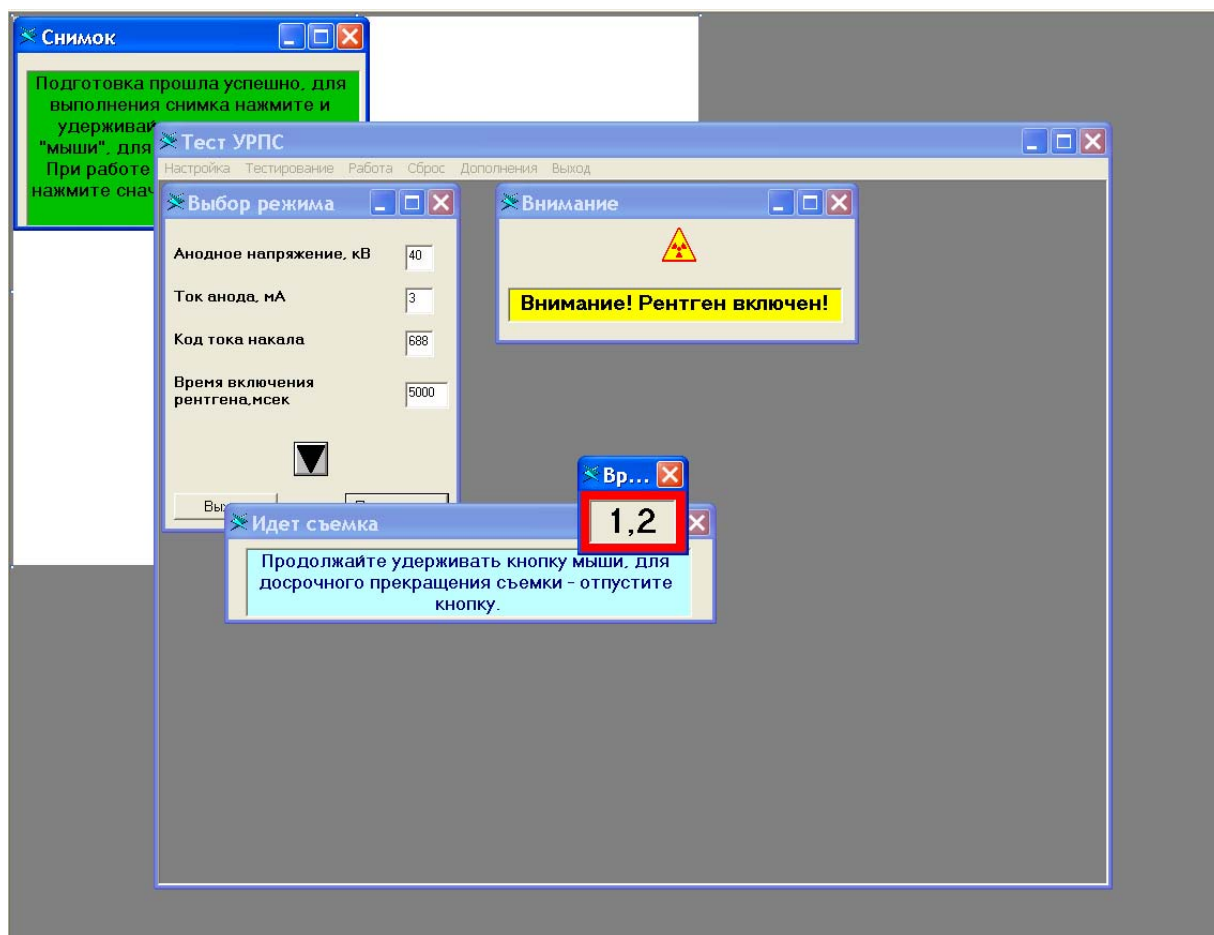 Снимок
Подготовка прошла успешно, для
выполнения снимка нажмите и
"мыши", для
При работе
нажмите
Тест УРПС
Настройка Тестирование Работа Сброс Дополнения Выход
Выбор режима
Анодное напряжение, кВ 40
Ток анода, мА 3
Код тока накала 688
Время включения
рентгена,мсек 5000
Внимание
Внимание! Рентген включен!
Вр...
1,2
Идет съемка
Продолжайте удерживать кнопку мыши, для
досрочного прекращения съемки - отпустите
кнопку.